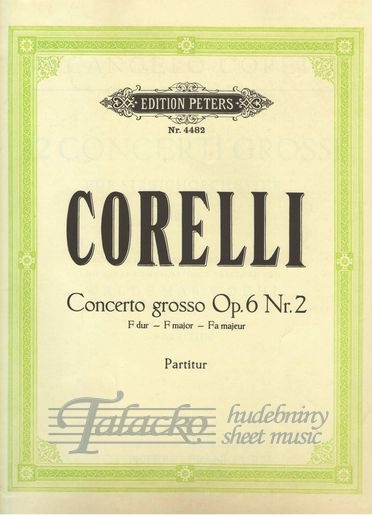 EDITION PETERS
Nr. 4482
CORELLI
Concerto grosso Op. 6 Nr. 2
F dur – F major – Fa majeur
Partitur
Talacko hudebniny
sheet music